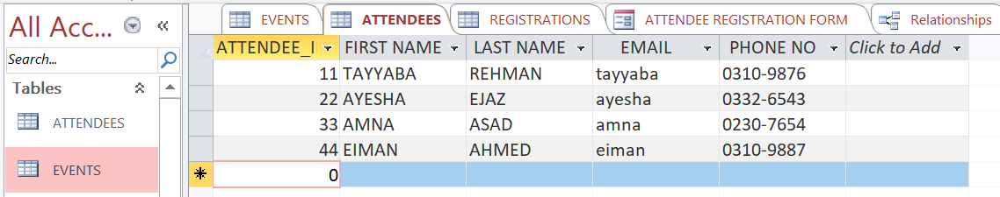 All Acc...
Search...
Tables
ATTENDEES
EVENTS
EVENTS ATTENDEES REGISTRATIONS ATTENDEE REGISTRATION FORM Relationships
ATTENDEE_I FIRST NAME LAST NAME EMAIL PHONE NO Click to Add
11 TAYYABA REHMAN tayyaba 0310-9876
22 AYESHA EJAZ ayesha 0332-6543
33 AMNA ASAD amna 0230-7654
44 EIMAN AHMED eiman 0310-9887
0